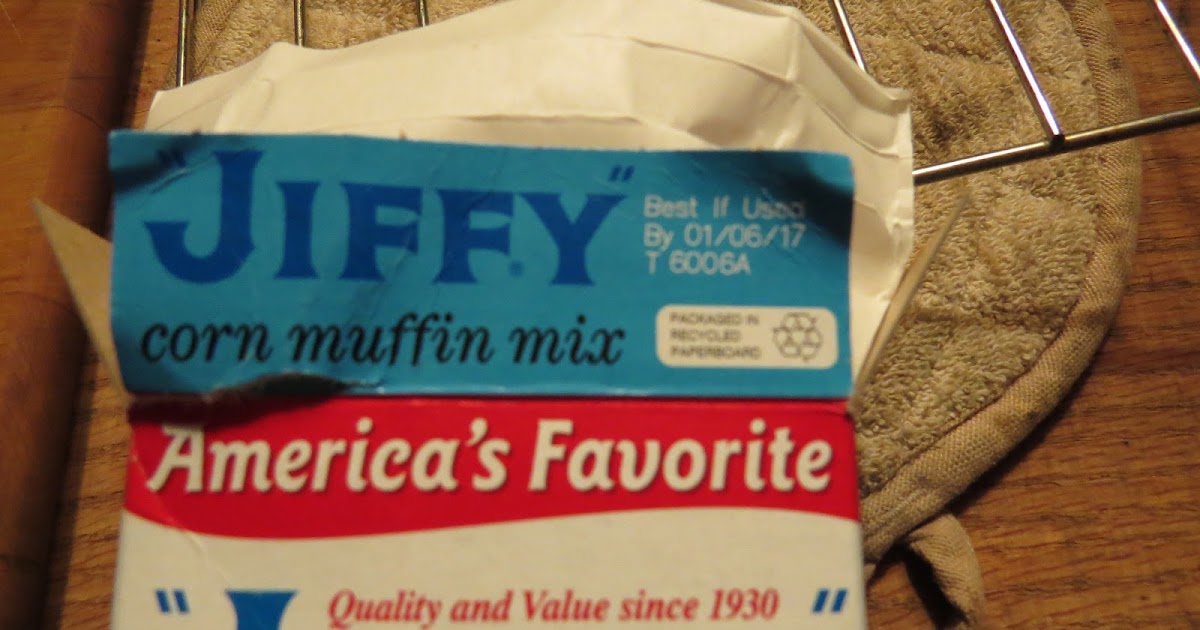 "JIFFY"®
Best If Used
By 01/06/17
T 6006A
corn muffin mix
PACKAGED IN
RECYCLED
PAPERBOARD
America's Favorite
Quality and Value since 1930
" J "